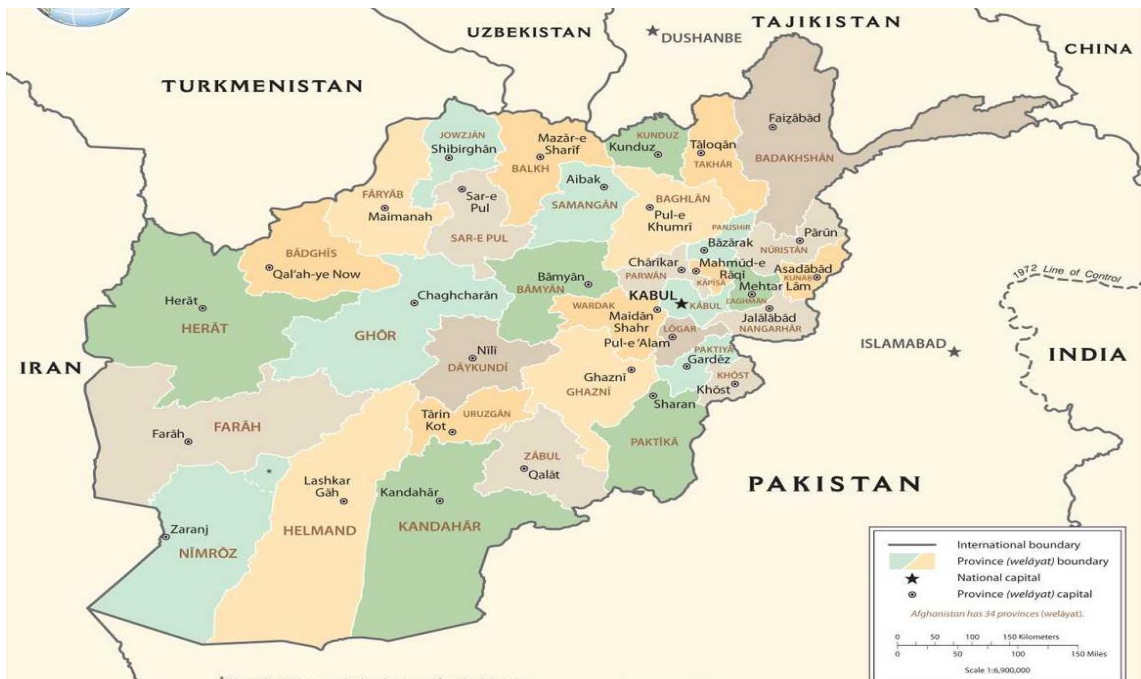 UZBEKISTAN
TAJIKISTAN
DUSHANBE
CHINA
TURKMENISTAN
JOWZJĀN
Shibirghān
Mazār-e
Sharīf
BALKH
KUNDUZ
Kunduz
Tāloqān
TAKHĀR
Faiẕābād
BADAKHSHĀN
FĀRYĀB
Maimanah
Sar-e
Pul
SAR-E PUL
Aibak
SAMANGĀN
BAGHLĀN
Pul-e
Khumrī
PANJSHIR
Bāzārak
NŪRISTĀN
Pārūn
BĀDGHĪS
Qal'ah-ye Now
Chārīkar
PARWĀN
Mahmūd-e
Rāqī
KĀPĪSĀ
Asadābād
KUNAR
Mehtar Lām
LAGHMĀN
1972 Line of Control
Herāt
HERĀT
Chaghcharān
GHŌR
Bāmyān
BĀMYĀN
KABUL
KĀBUL
WARDAK
Maidān
Shahr
Jalālābād
NANGARHĀR
Pul-e 'Alam
LŌGAR
ISLAMABAD
INDIA
IRAN
Nīlī
DĀYKUNDĪ
PAKTIYĀ
Gardēz
Ghaznī
GHAZNĪ
KHŌST
Khōst
Sharan
PAKTĪKĀ
Farāh
FARĀH
Tārin
Kot
URUZGĀN
ZĀBUL
Qalāt
Lashkar
Gāh
HELMAND
Kandahār
KANDAHĀR
PAKISTAN
Zaranj
NĪMRŌZ
International boundary
Province (welāyat) boundary
National capital
Province (welāyat) capital
Afghanistan has 34 provinces (welāyat).
0 50 100 150 Kilometers
0 50 100 150 Miles
Scale 1:6,900,000